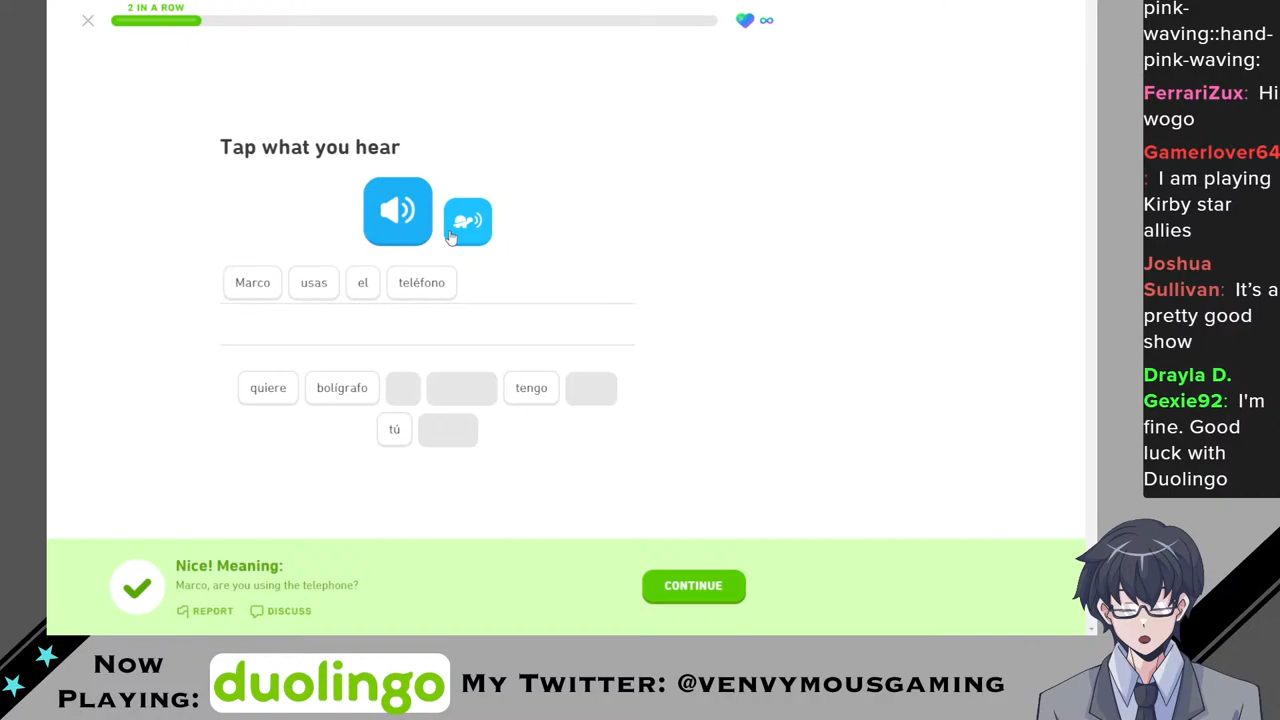 2 IN A ROW
Tap what you hear
Marco usas el teléfono
quiere bolígrafo tengo
tú
Nice! Meaning:
Marco, are you using the telephone?
REPORT DISCUSS
CONTINUE
pink-
waving::hand-
pink-waving:
FerrariZux: Hi
wogo
Gamerlover64
: I am playing
Kirby star
allies
Joshua
Sullivan: It’s a
pretty good
show
Drayla D.
Gexie92: I'm
fine. Good
luck with
Duolingo
Now
Playing:
duolingo
My Twitter: @venvymousgaming